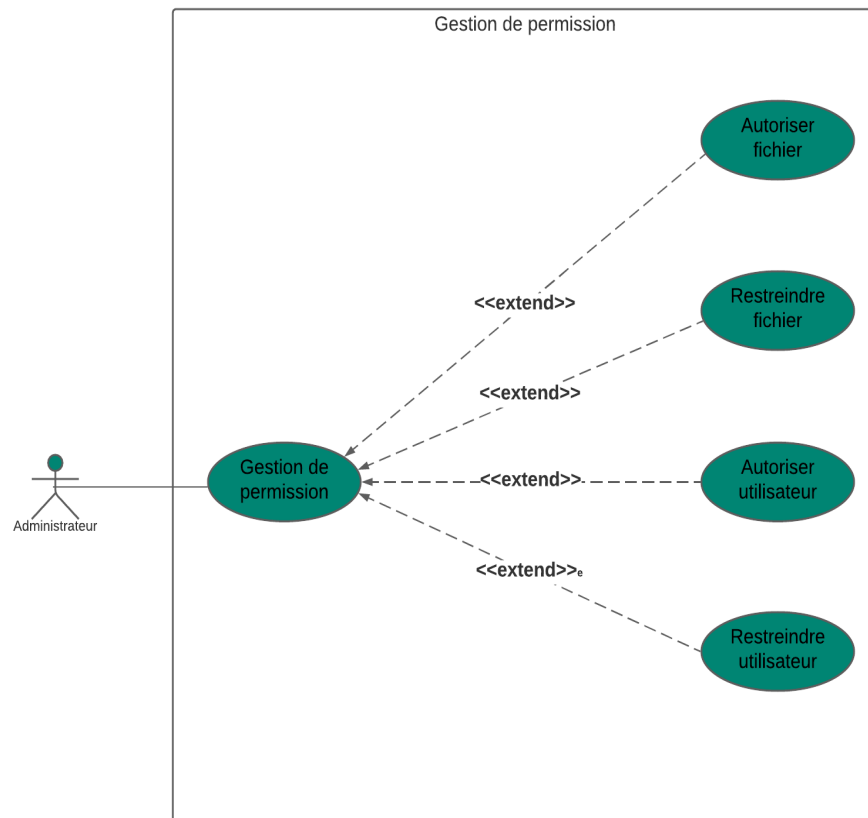 Gestion de permission
Autoriser
fichier
<<extend>>
Restreindre
fichier
<<extend>>
Gestion de
permission
<<extend>>
Autoriser
utilisateur
Administrateur
<<extend>>e
Restreindre
utilisateur